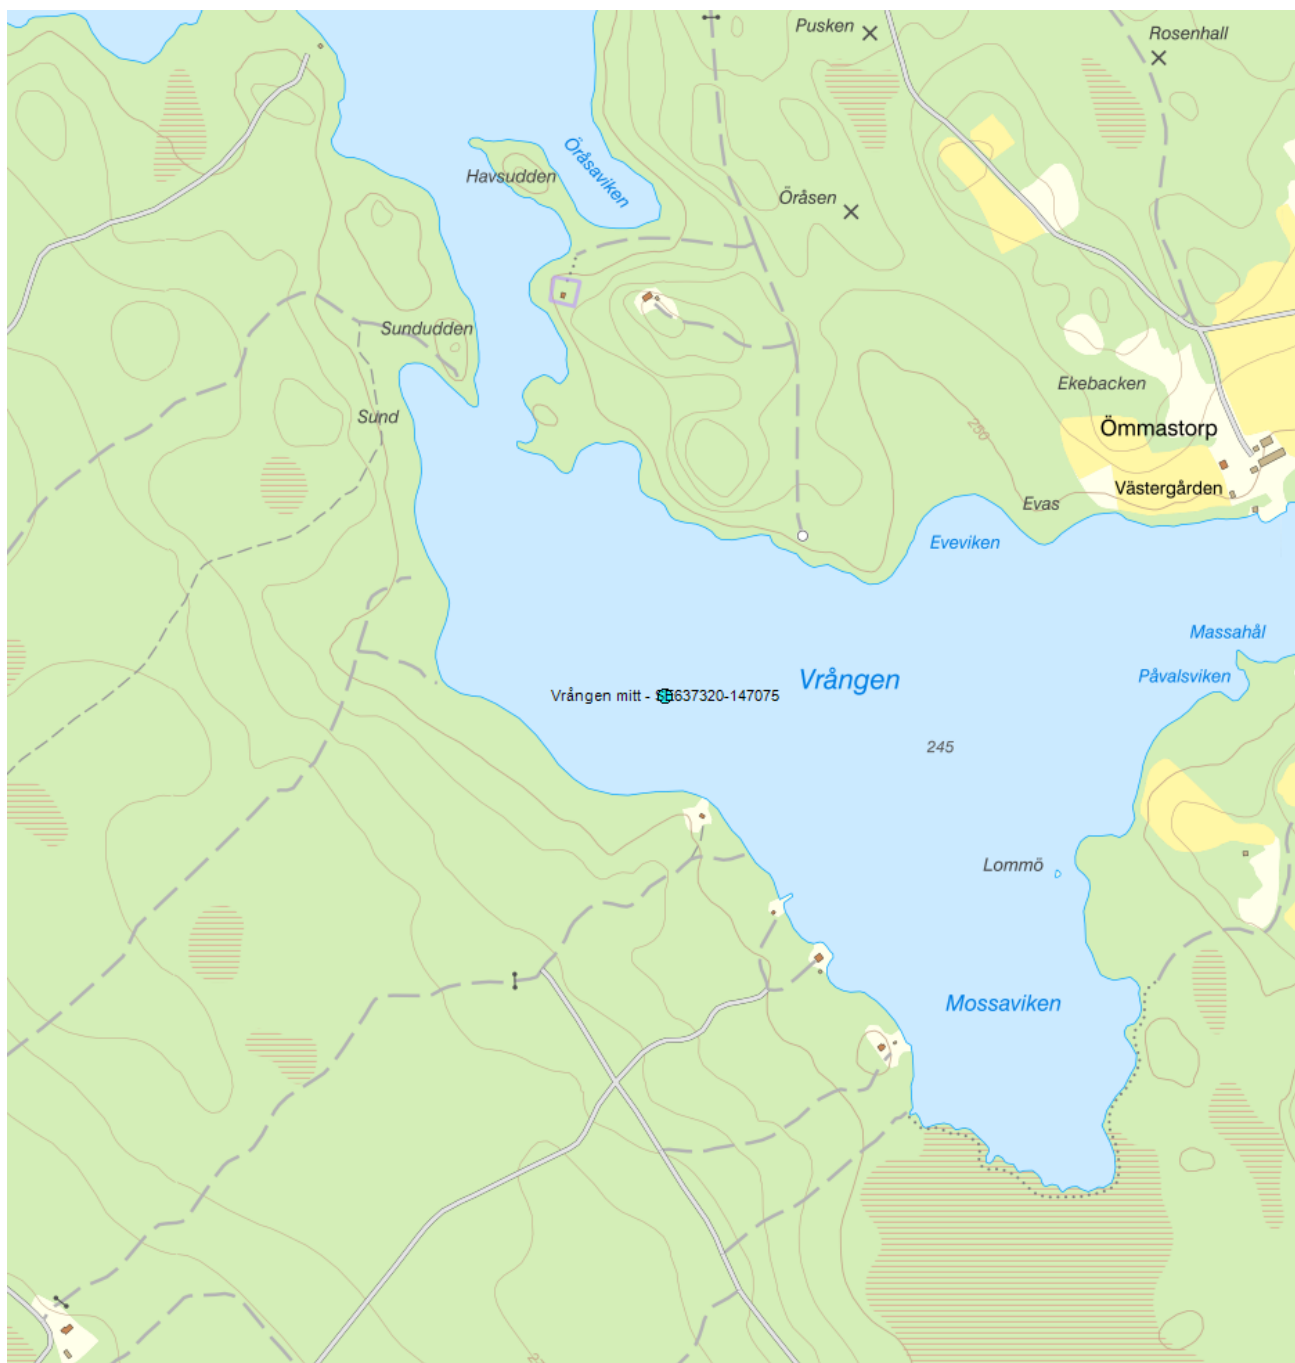 Pusken
Rosenhall
Öråsaviken
Havsudden
Öråsen
Sundudden
Ekebacken
Sund
Ömmastorp
250
Västergården
Evas
Eveviken
Massahål
Påvalsviken
Vrången
Vrången mitt - SE637320-147075
245
Lommö
Mossaviken